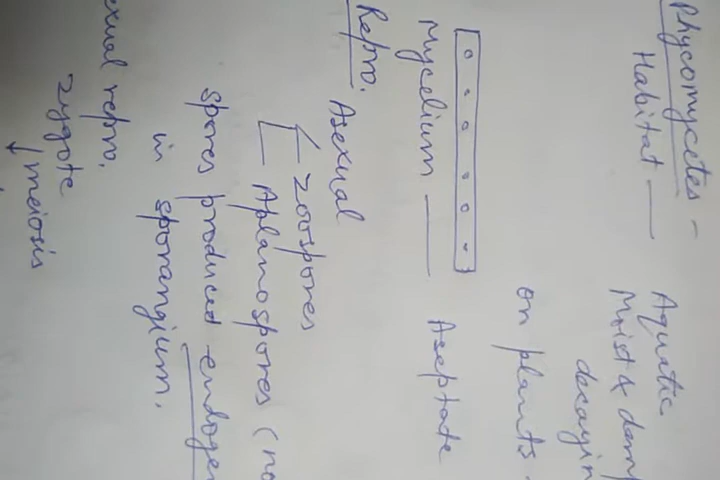 Phycomycetes -
Habitat — Aquatic
Moist & damp
decayin
on plants -
Mycelium — Aseptate
Repro. Asexual
Zoospores
Aplanospores (no
spores produced endoge
in sporangium.
exual repro.
zygote
↓ meiosis